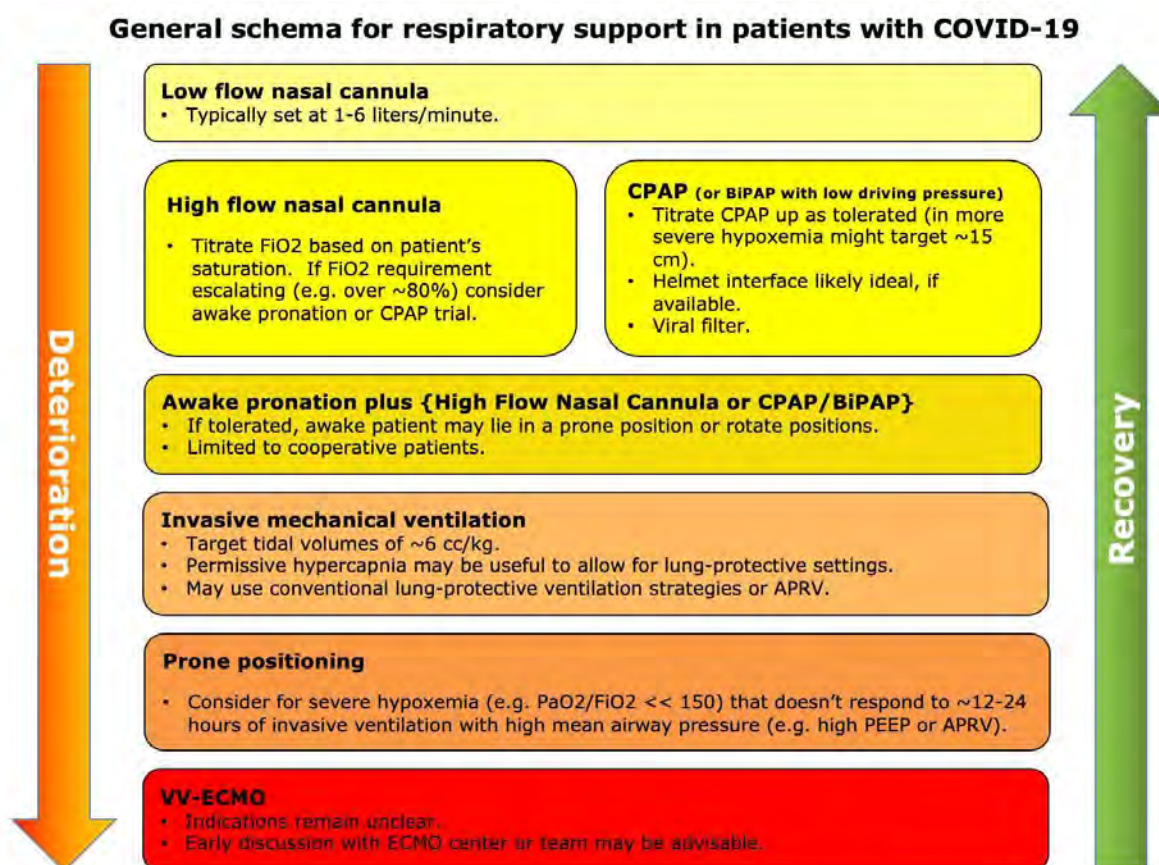 General schema for respiratory support in patients with COVID-19
Deterioration
Low flow nasal cannula
• Typically set at 1-6 liters/minute.
High flow nasal cannula
• Titrate FiO2 based on patient's
saturation. If FiO2 requirement
escalating (e.g. over ~80%) consider
awake pronation or CPAP trial.
CPAP (or BiPAP with low driving pressure)
• Titrate CPAP up as tolerated (in more
severe hypoxemia might target ~15
cm).
• Helmet interface likely ideal, if
available.
• Viral filter.
Awake pronation plus {High Flow Nasal Cannula or CPAP/BiPAP}
• If tolerated, awake patient may lie in a prone position or rotate positions.
• Limited to cooperative patients.
Invasive mechanical ventilation
• Target tidal volumes of ~6 cc/kg.
• Permissive hypercapnia may be useful to allow for lung-protective settings.
• May use conventional lung-protective ventilation strategies or APRV.
Prone positioning
• Consider for severe hypoxemia (e.g. PaO2/FiO2 << 150) that doesn't respond to ~12-24
hours of invasive ventilation with high mean airway pressure (e.g. high PEEP or APRV).
VV-ECMO
• Indications remain unclear.
• Early discussion with ECMO center or team may be advisable.
Recovery